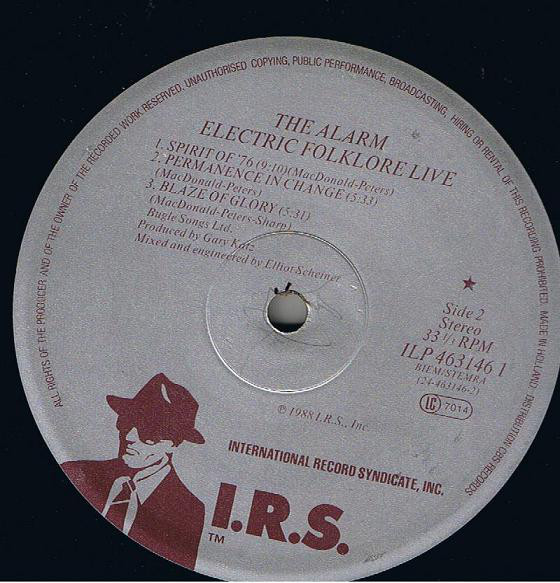 ALL RIGHTS OF THE PRODUCER AND OF THE OWNER OF THE RECORDED WORK RESERVED. UNAUTHORISED COPYING, PUBLIC PERFORMANCE, BROADCASTING, HIRING OR RENTAL OF THIS RECORDING PROHIBITED. MADE IN HOLLAND. DISTRIBUTION CBS RECORDS
THE ALARM
ELECTRIC FOLKLORE LIVE
1. SPIRIT OF '76 (9:10)(MacDonald-Peters)
2. PERMANENCE IN CHANGE (5:33)
(MacDonald-Peters)
3. BLAZE OF GLORY (5:31)
(MacDonald-Peters-Sharp)
Bugle Songs Ltd.
Produced by Gary Katz
Mixed and engineered by Elliot Scheiner
Side 2
Stereo
33 1/3 RPM
ILP 463146 1
BIEM/STEMRA
(24-463146-2)
LC 7014
℗ 1988 I.R.S., Inc.
INTERNATIONAL RECORD SYNDICATE, INC.
I.R.S.
TM